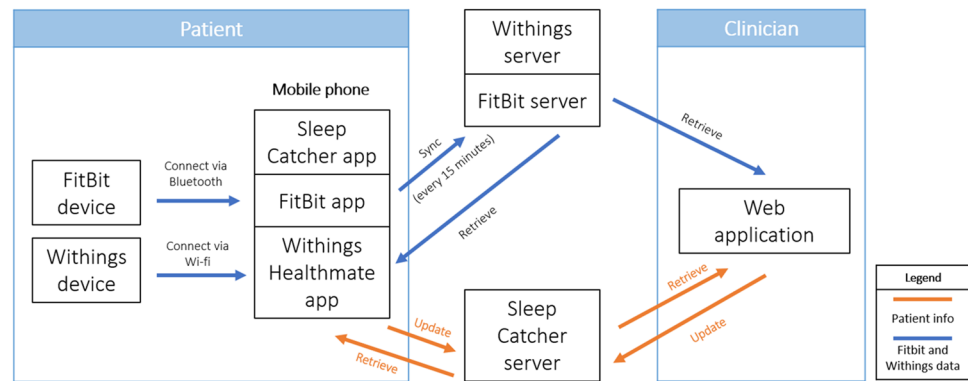 Patient
Withings
server
Clinician
Mobile phone
FitBit server
Sleep
Catcher app
Sync
(every 15 minutes)
Retrieve
FitBit
device
Connect via
Bluetooth
FitBit app
Retrieve
Web
application
Withings
device
Connect via
Wi-fi
Withings
Healthmate
app
Sleep
Catcher
server
Update
Retrieve
Retrieve
Update
Legend
Patient info
Fitbit and
Withings data